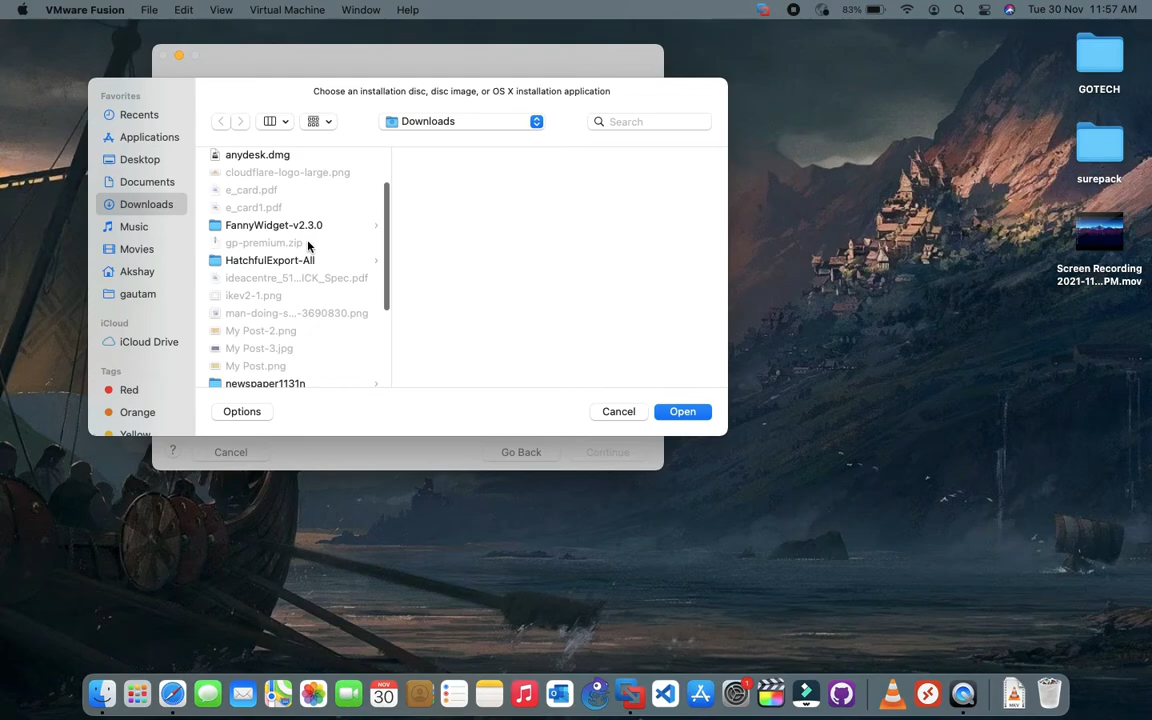 VMware Fusion File Edit View Virtual Machine Window Help 83% Tue 30 Nov 11:57 AM
GOTECH
surepack
Screen Recording
2021-11...PM.mov
Choose an installation disc, disc image, or OS X installation application
Downloads
Search
Favorites
Recents
Applications
Desktop
Documents
Downloads
Music
Movies
Akshay
gautam
iCloud
iCloud Drive
Tags
Red
Orange
Yellow
anydesk.dmg
cloudflare-logo-large.png
e_card.pdf
e_card1.pdf
FannyWidget-v2.3.0
gp-premium.zip
HatchfulExport-All
ideacentre_51...ICK_Spec.pdf
ikev2-1.png
man-doing-s...-3690830.png
My Post-2.png
My Post-3.jpg
My Post.png
newspaper1131n
Options
Cancel
Open
?
Cancel
Go Back
Continue
NOV
30
1
MKV